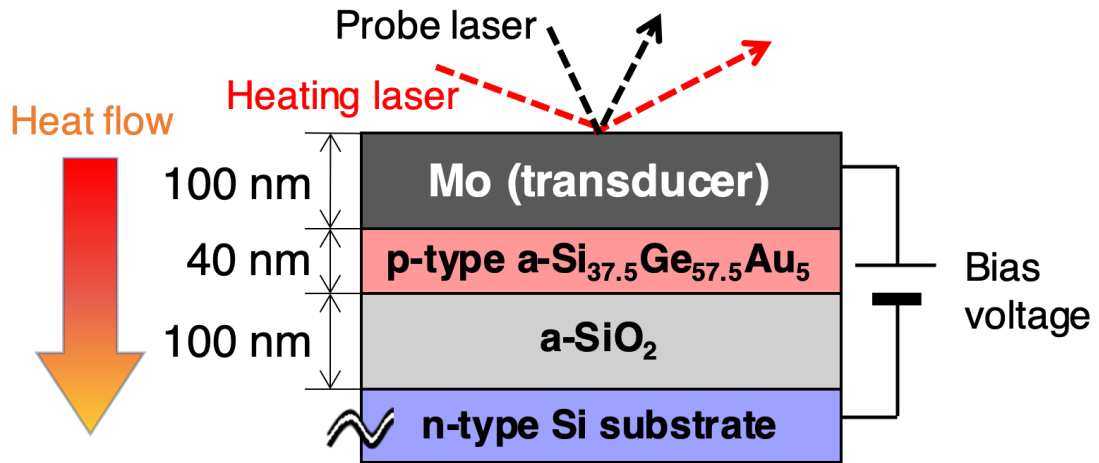 Probe laser
Heating laser
Heat flow
100 nm
Mo (transducer)
40 nm
p-type a-Si₃₇.₅Ge₅₇.₅Au₅
Bias
voltage
100 nm
a-SiO₂
n-type Si substrate